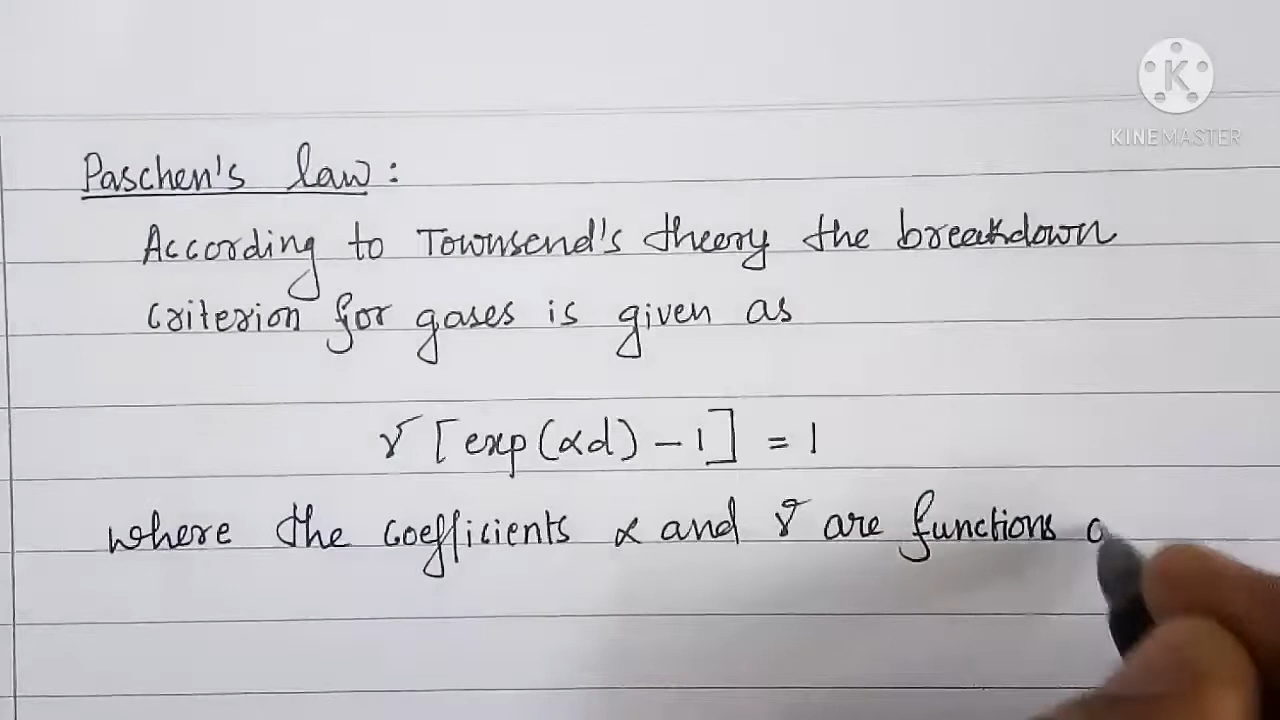 KINEMASTER
Paschen's law:
According to Townsend's theory the breakdown
criterion for gases is given as
γ [exp(αd) - 1] = 1
where the coefficients α and γ are functions